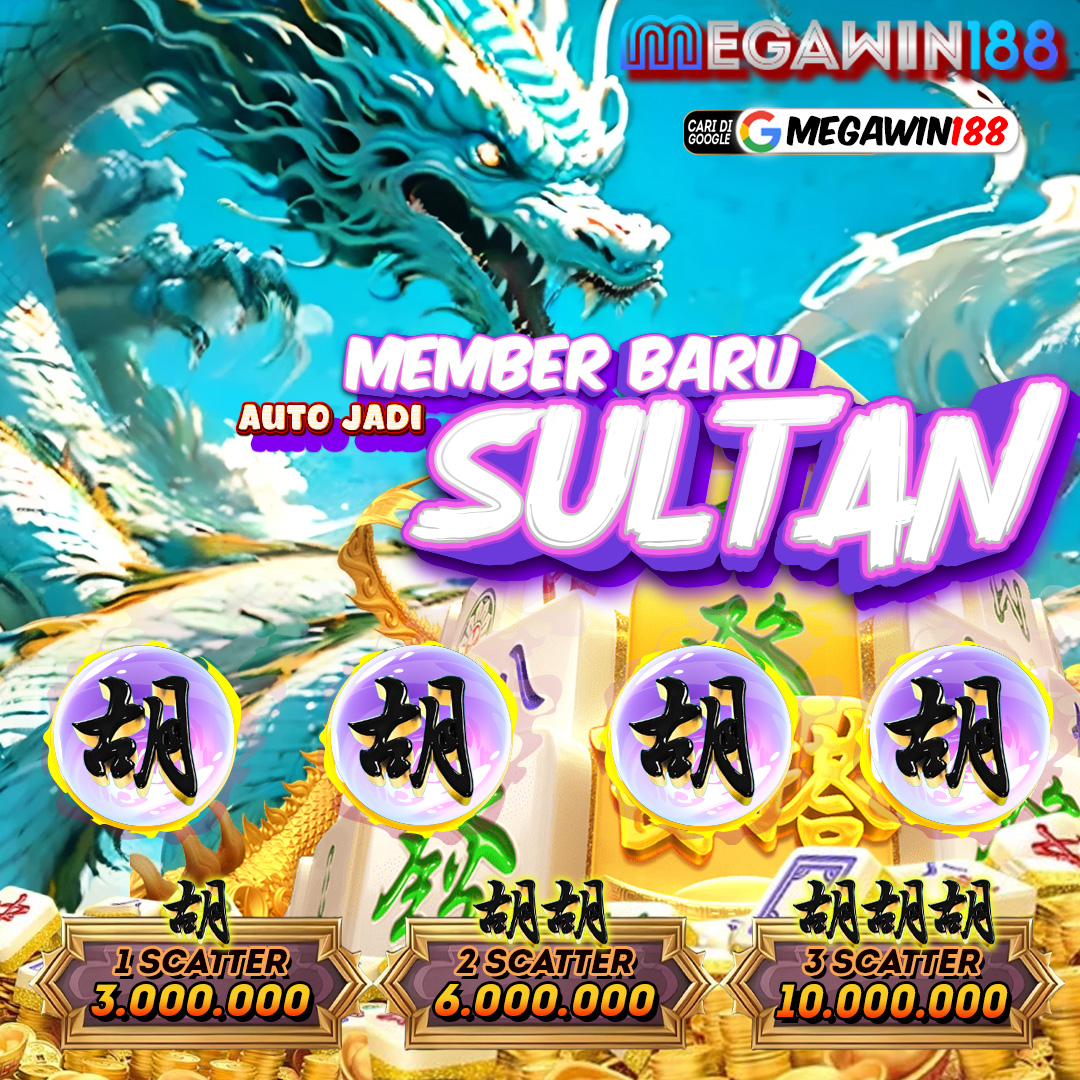 MEGAWIN188
CARI DI GOOGLE
MEGAWIN188
MEMBER BARU
AUTO JADI
SULTAN
胡 胡 胡 胡
胡 胡胡 胡胡胡
1 SCATTER 2 SCATTER 3 SCATTER
3.000.000 6.000.000 10.000.000